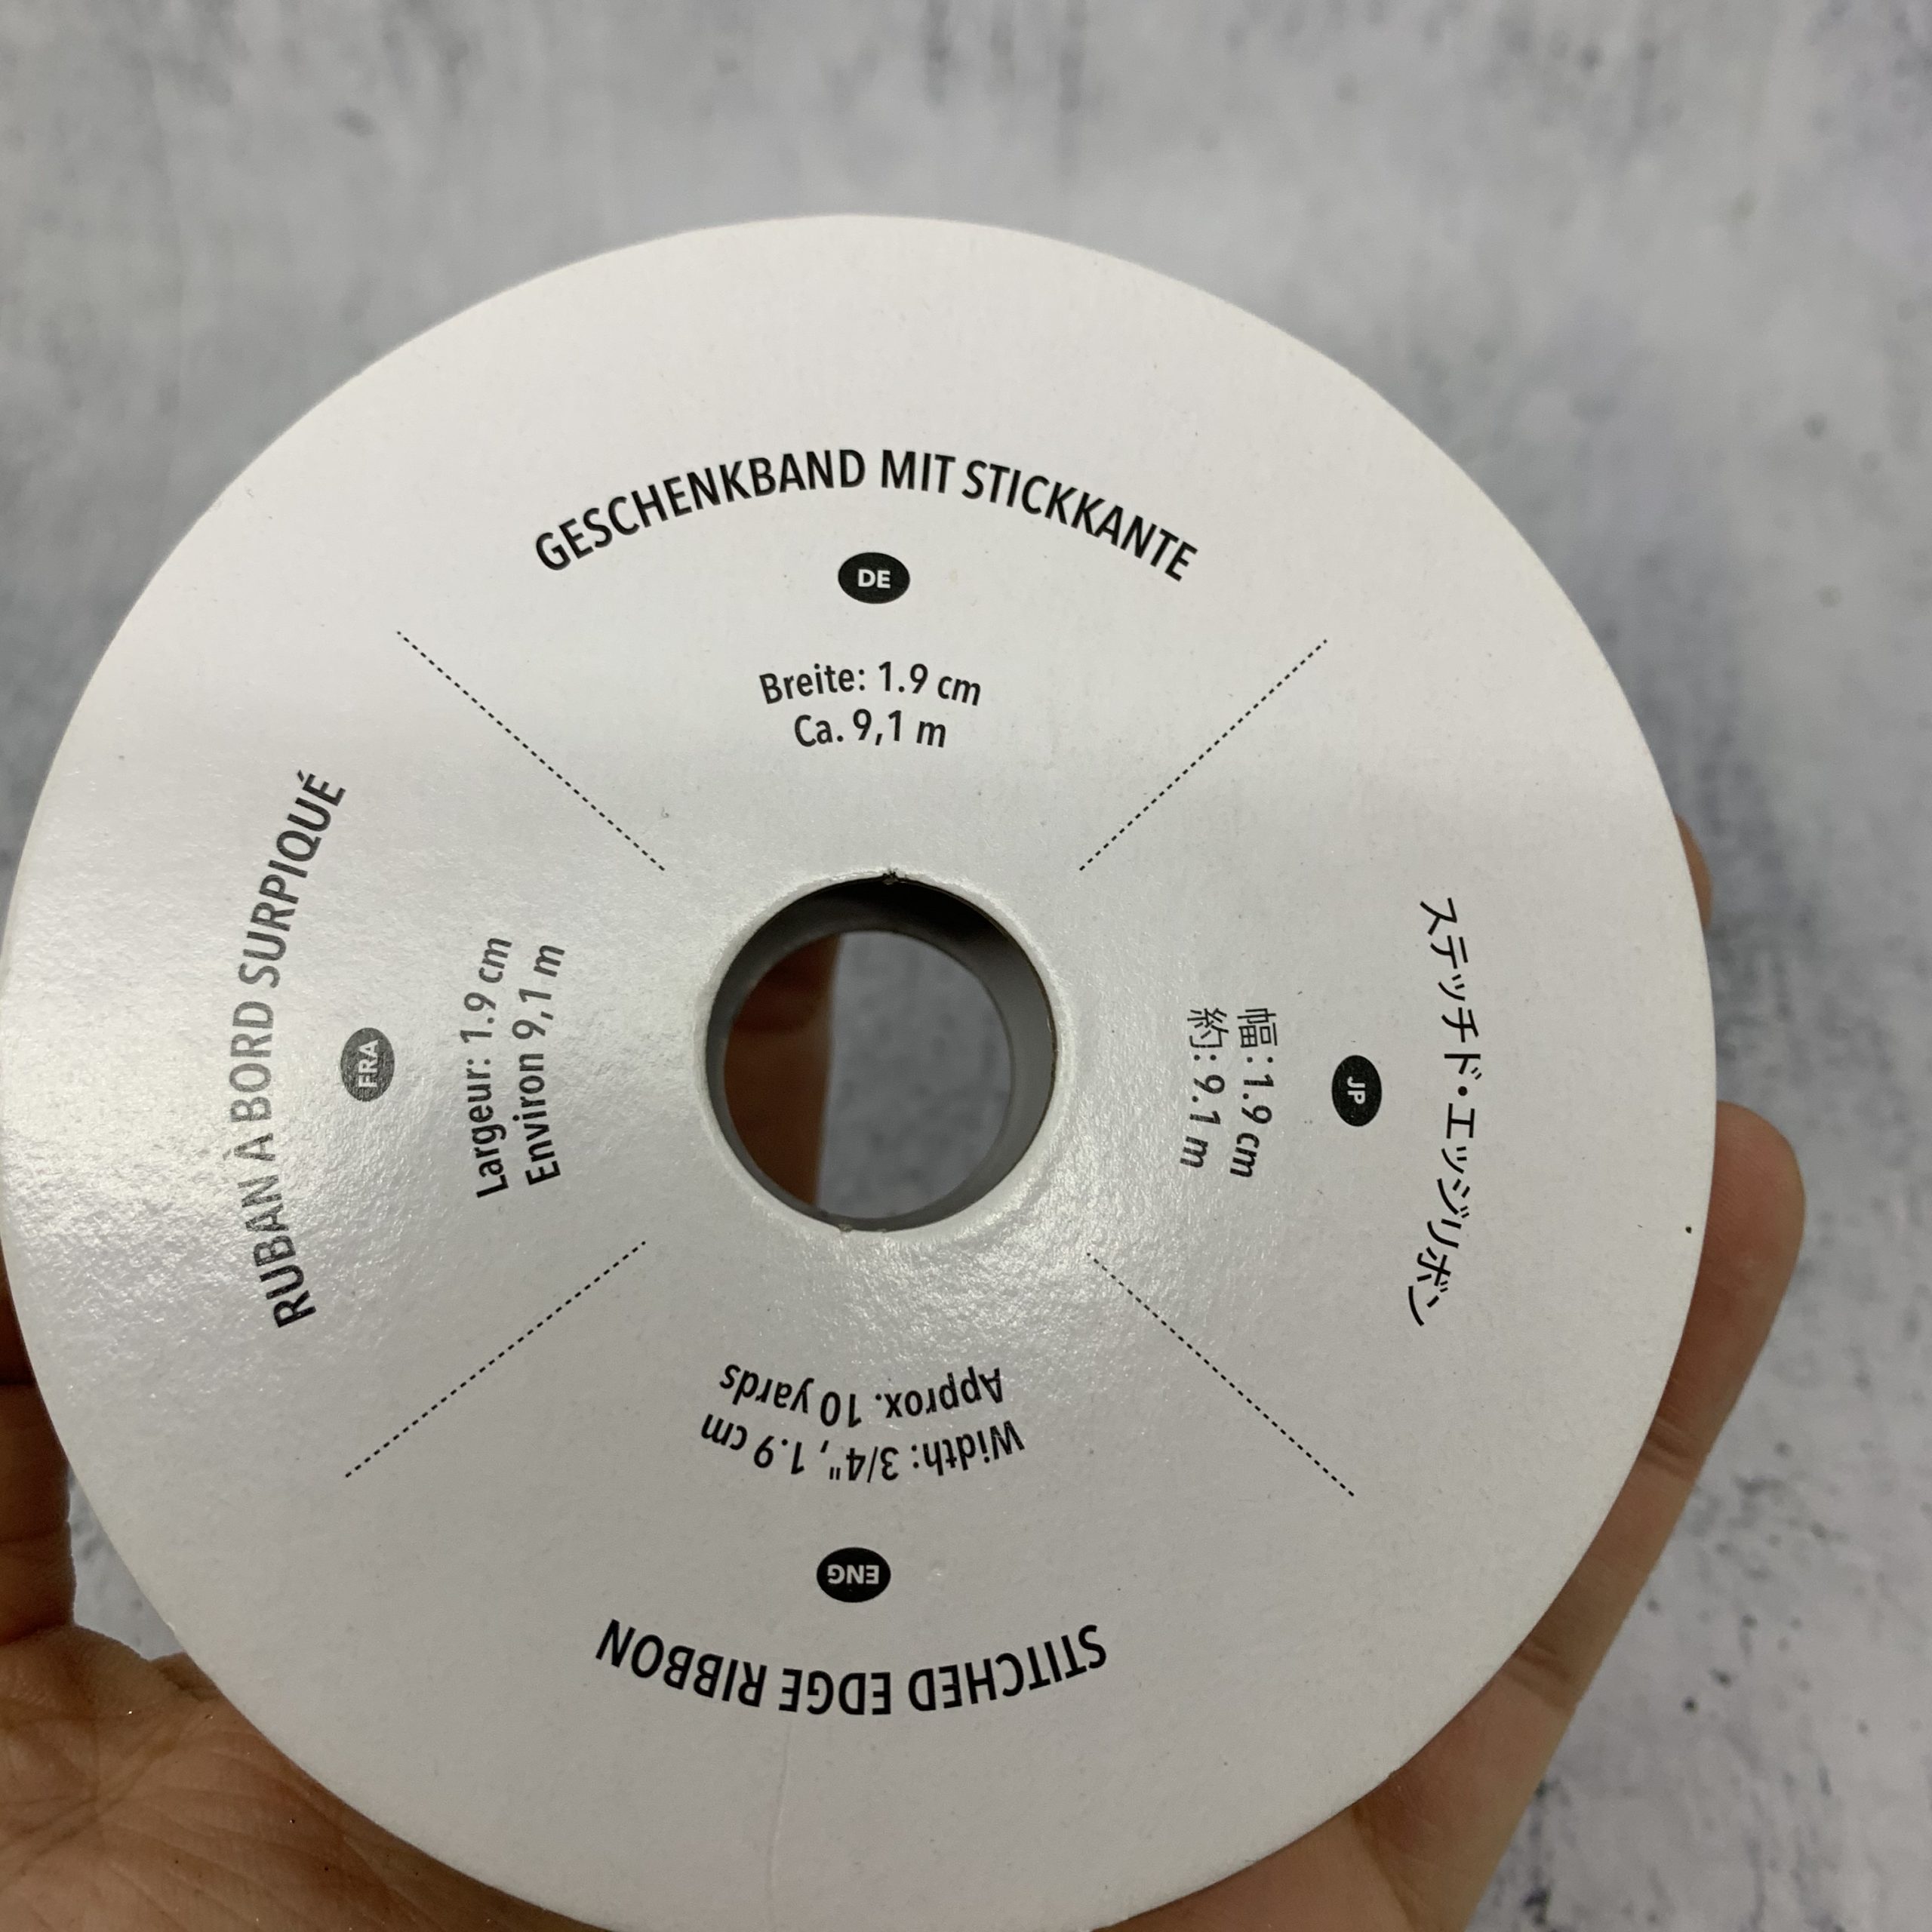 GESCHENKBAND MIT STICKKANTE
DE
Breite: 1.9 cm
Ca. 9,1 m
ステッチド・エッジリボン
JP
幅: 1.9 cm
約: 9.1 m
STITCHED EDGE RIBBON
ENG
Width: 3/4", 1.9 cm
Approx. 10 yards
RUBAN À BORD SURPIQUÉ
FRA
Largeur: 1.9 cm
Environ 9,1 m